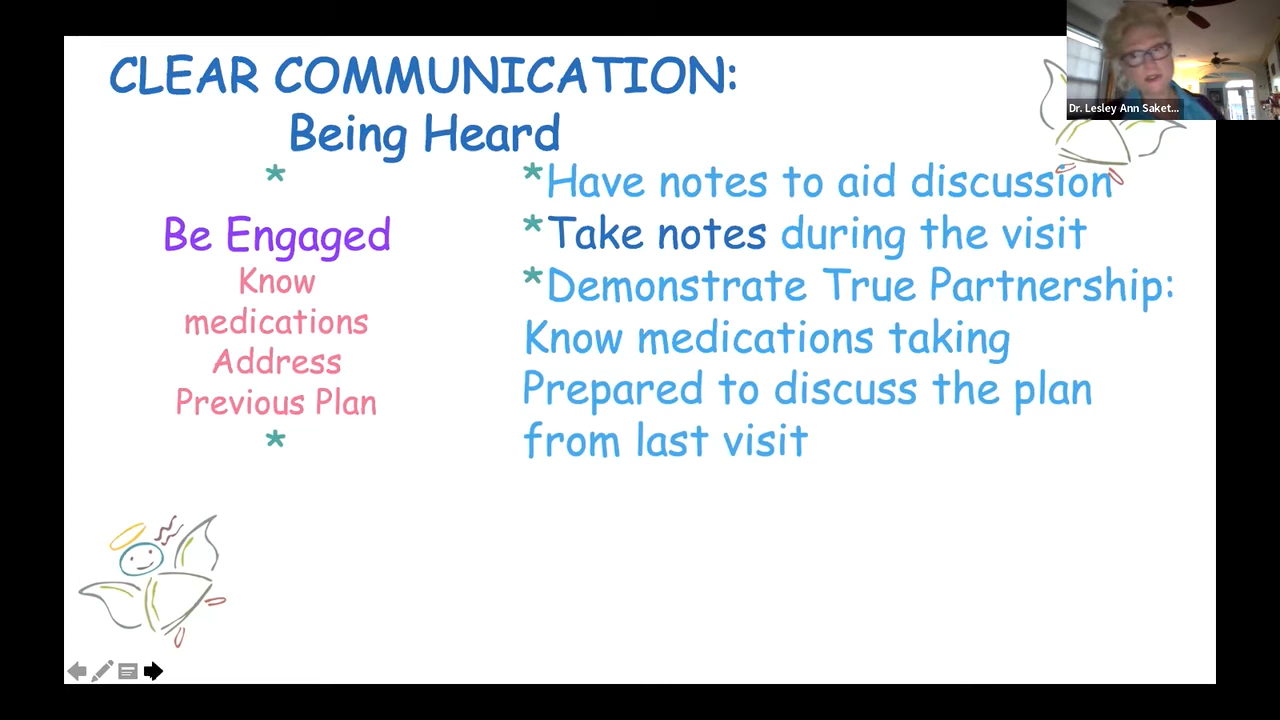 CLEAR COMMUNICATION:
Being Heard
*
Be Engaged
Know
medications
Address
Previous Plan
*
*Have notes to aid discussion
*Take notes during the visit
*Demonstrate True Partnership:
Know medications taking
Prepared to discuss the plan
from last visit
Dr. Lesley Ann Saket...